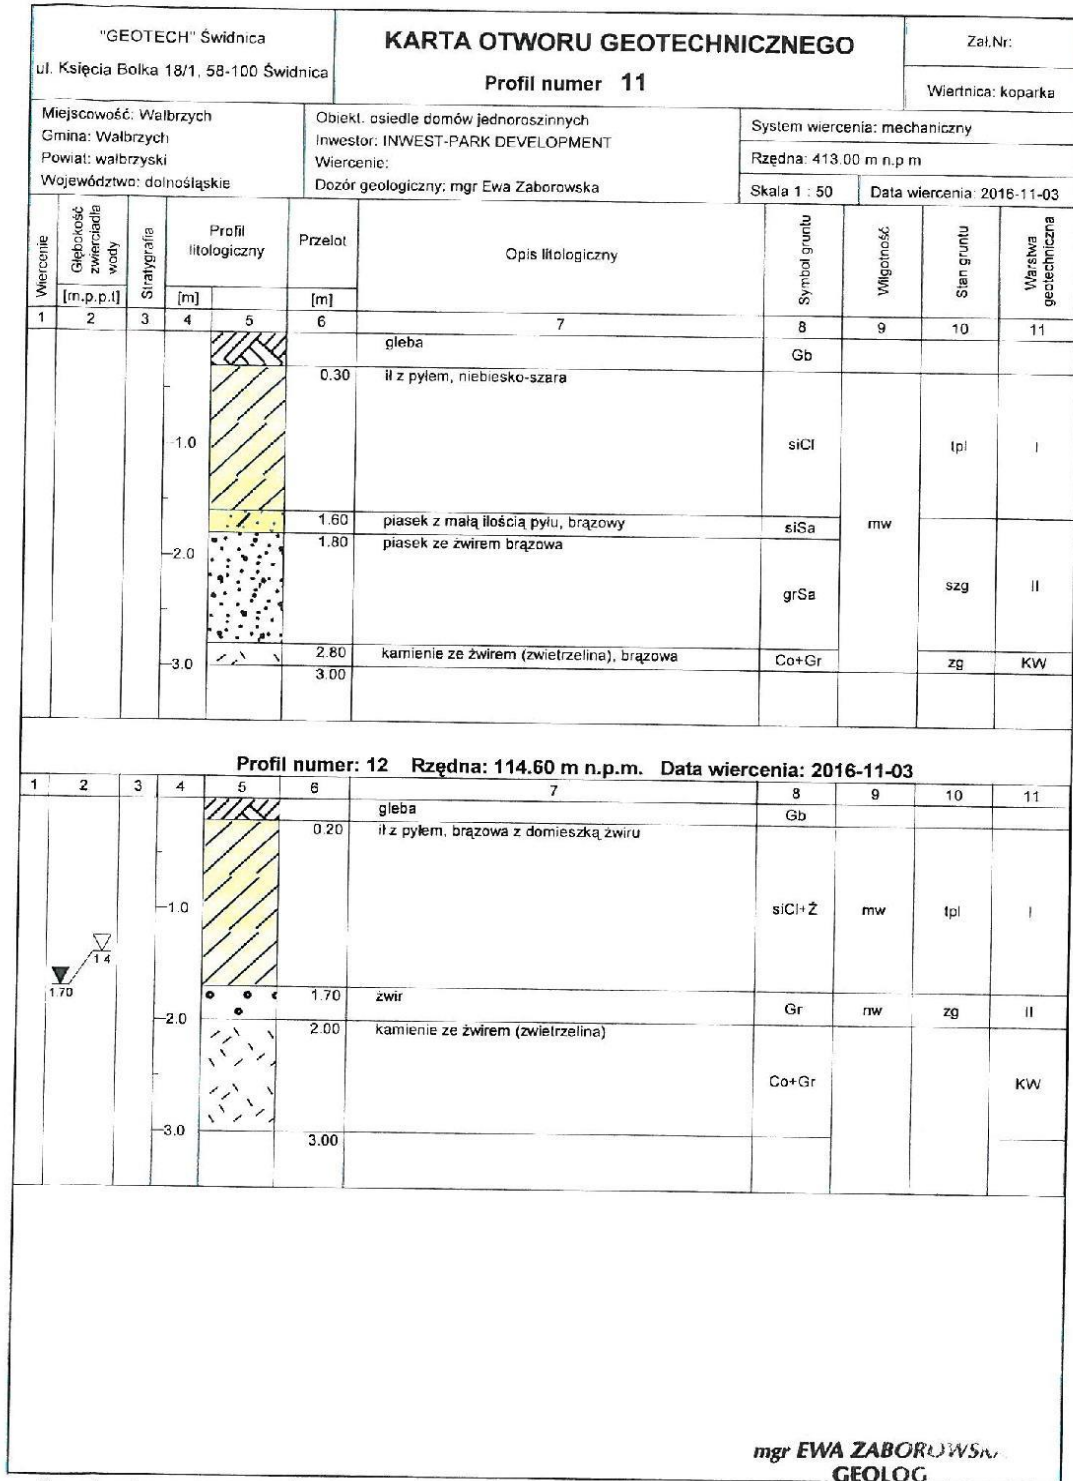 "GEOTECH" Świdnica
ul. Księcia Bolka 18/1, 58-100 Świdnica
KARTA OTWORU GEOTECHNICZNEGO
Profil numer 11
Zał.Nr:
Wiertnica: koparka
Miejscowość: Wałbrzych
Gmina: Wałbrzych
Powiat: wałbrzyski
Województwo: dolnośląskie
Obiekt. osiedle domów jednoroszinnych
Inwestor: INWEST-PARK DEVELOPMENT
Wiercenie:
Dozór geologiczny: mgr Ewa Zaborowska
System wiercenia: mechaniczny
Rzędna: 413.00 m n.p m
Skala 1 : 50 Data wiercenia: 2016-11-03
Wiercenie
Głębokość zwierciadła wody
[m.p.p.t]
Stratygrafia
Profil litologiczny
[m]
Przelot
[m]
Opis litologiczny
Symbol gruntu
Wilgotność
Stan gruntu
Warstwa geotechniczna
1 2 3 4 5 6 7 8 9 10 11
gleba Gb
0.30 ił z pyłem, niebiesko-szara
-1.0 siCl tpl I
1.60 piasek z małą ilością pyłu, brązowy siSa mw
1.80 piasek ze żwirem brązowa
-2.0 grSa szg II
2.80 kamienie ze żwirem (zwietrzelina), brązowa Co+Gr zg KW
-3.0 3.00
Profil numer: 12 Rzędna: 114.60 m n.p.m. Data wiercenia: 2016-11-03
1 2 3 4 5 6 7 8 9 10 11
gleba Gb
0.20 ił z pyłem, brązowa z domieszką żwiru
-1.0 siCl+Ż mw tpl I
1.4
1.70
1.70 żwir Gr nw zg II
-2.0 2.00 kamienie ze żwirem (zwietrzelina)
Co+Gr KW
-3.0 3.00
mgr EWA ZABOROWSK
GEOLOG